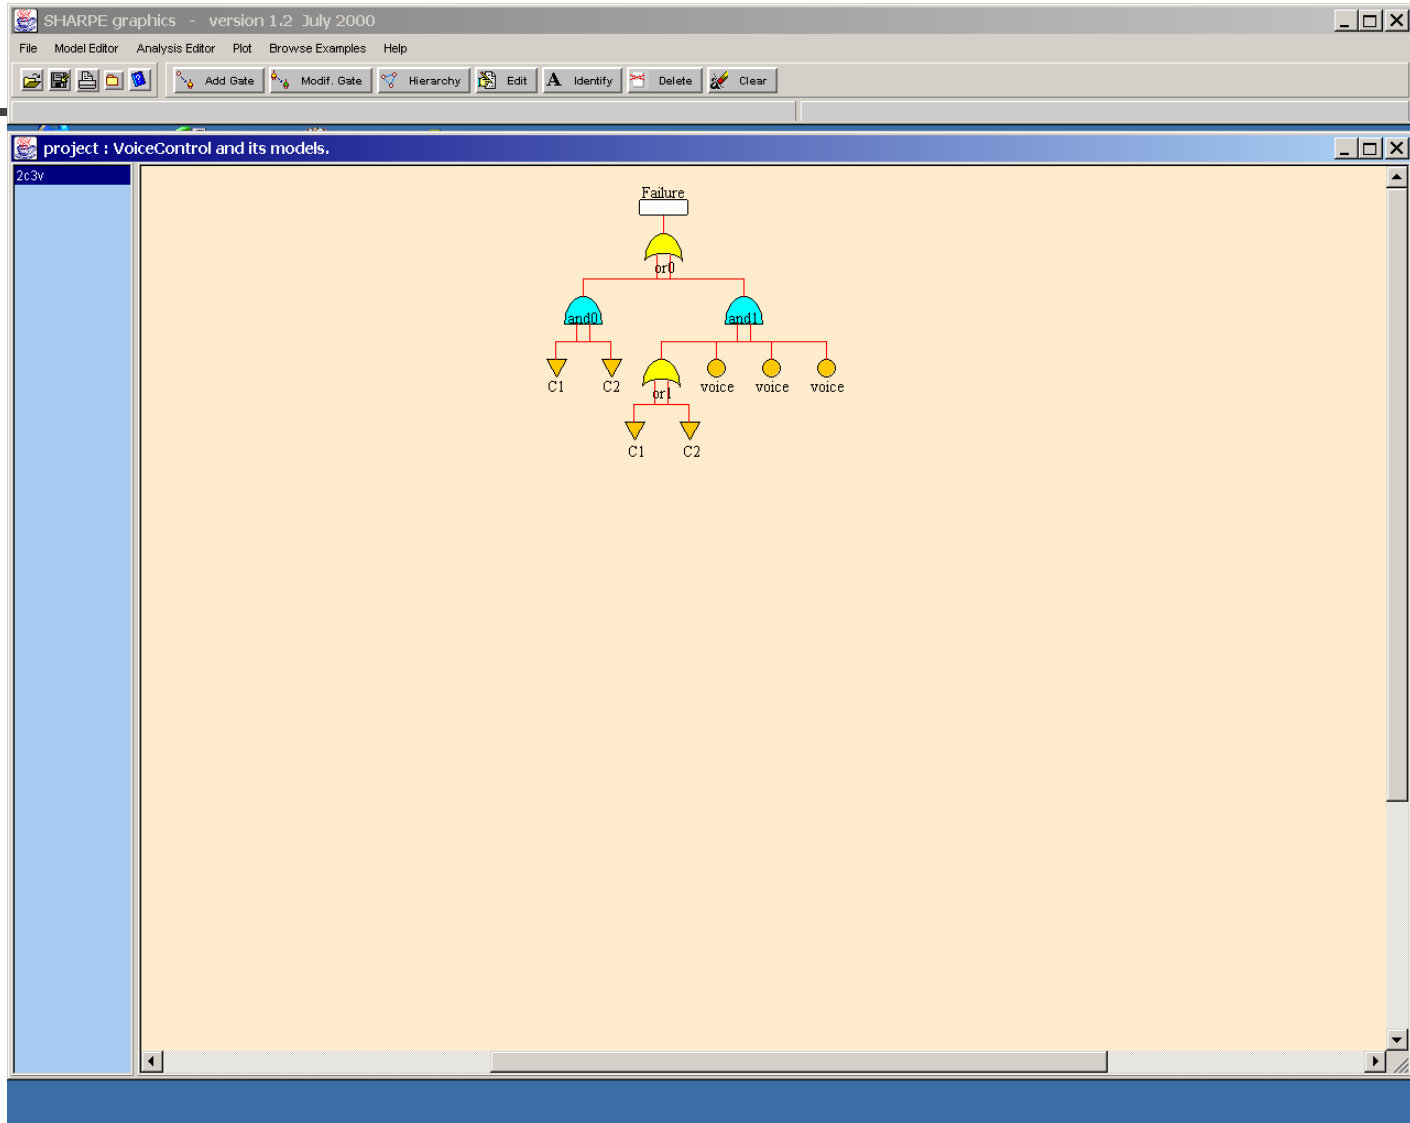 SHARPE graphics - version 1.2 July 2000
File Model Editor Analysis Editor Plot Browse Examples Help
Add Gate Modif. Gate Hierarchy Edit A Identify Delete Clear
project : VoiceControl and its models.
2c3v
Failure
or0
and0 and1
C1 C2 or1 voice voice voice
C1 C2